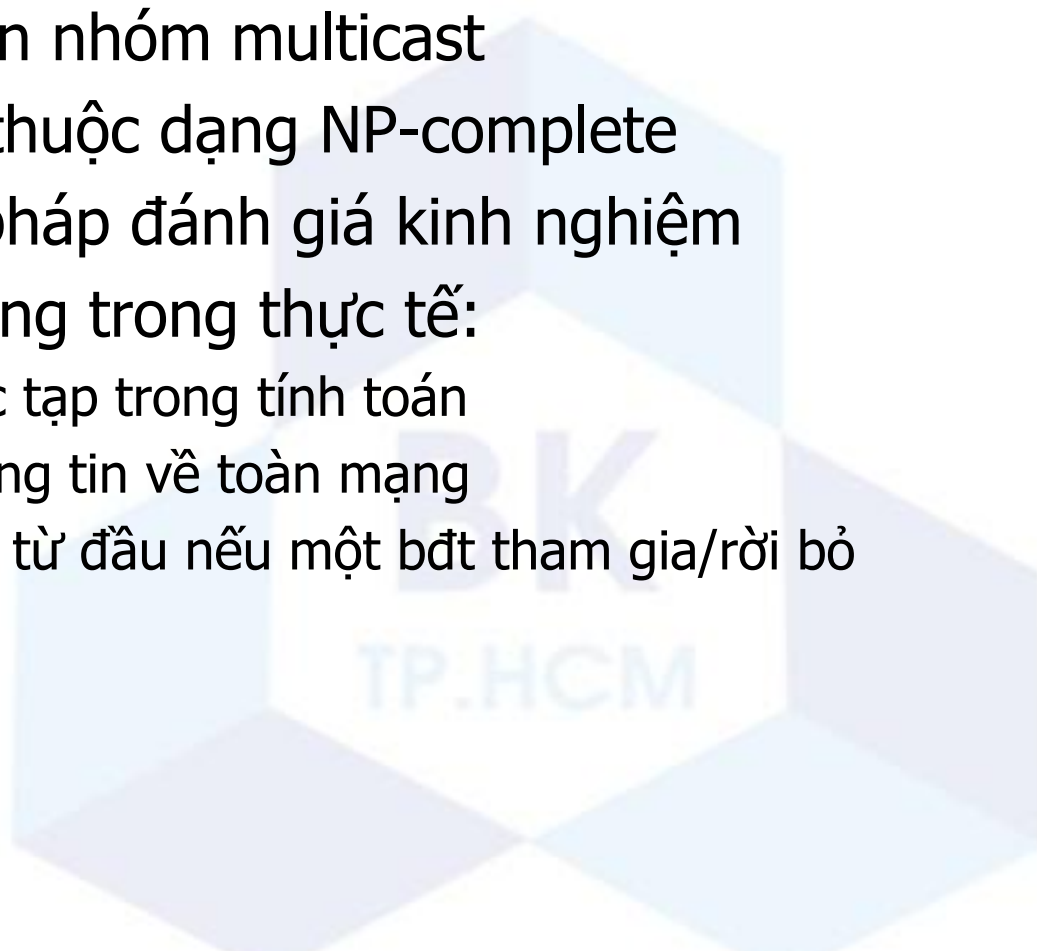 n nhóm multicast
thuộc dạng NP-complete
pháp đánh giá kinh nghiệm
ng trong thực tế:
c tạp trong tính toán
ng tin về toàn mạng
từ đầu nếu một bđt tham gia/rời bỏ
BK
TP.HCM